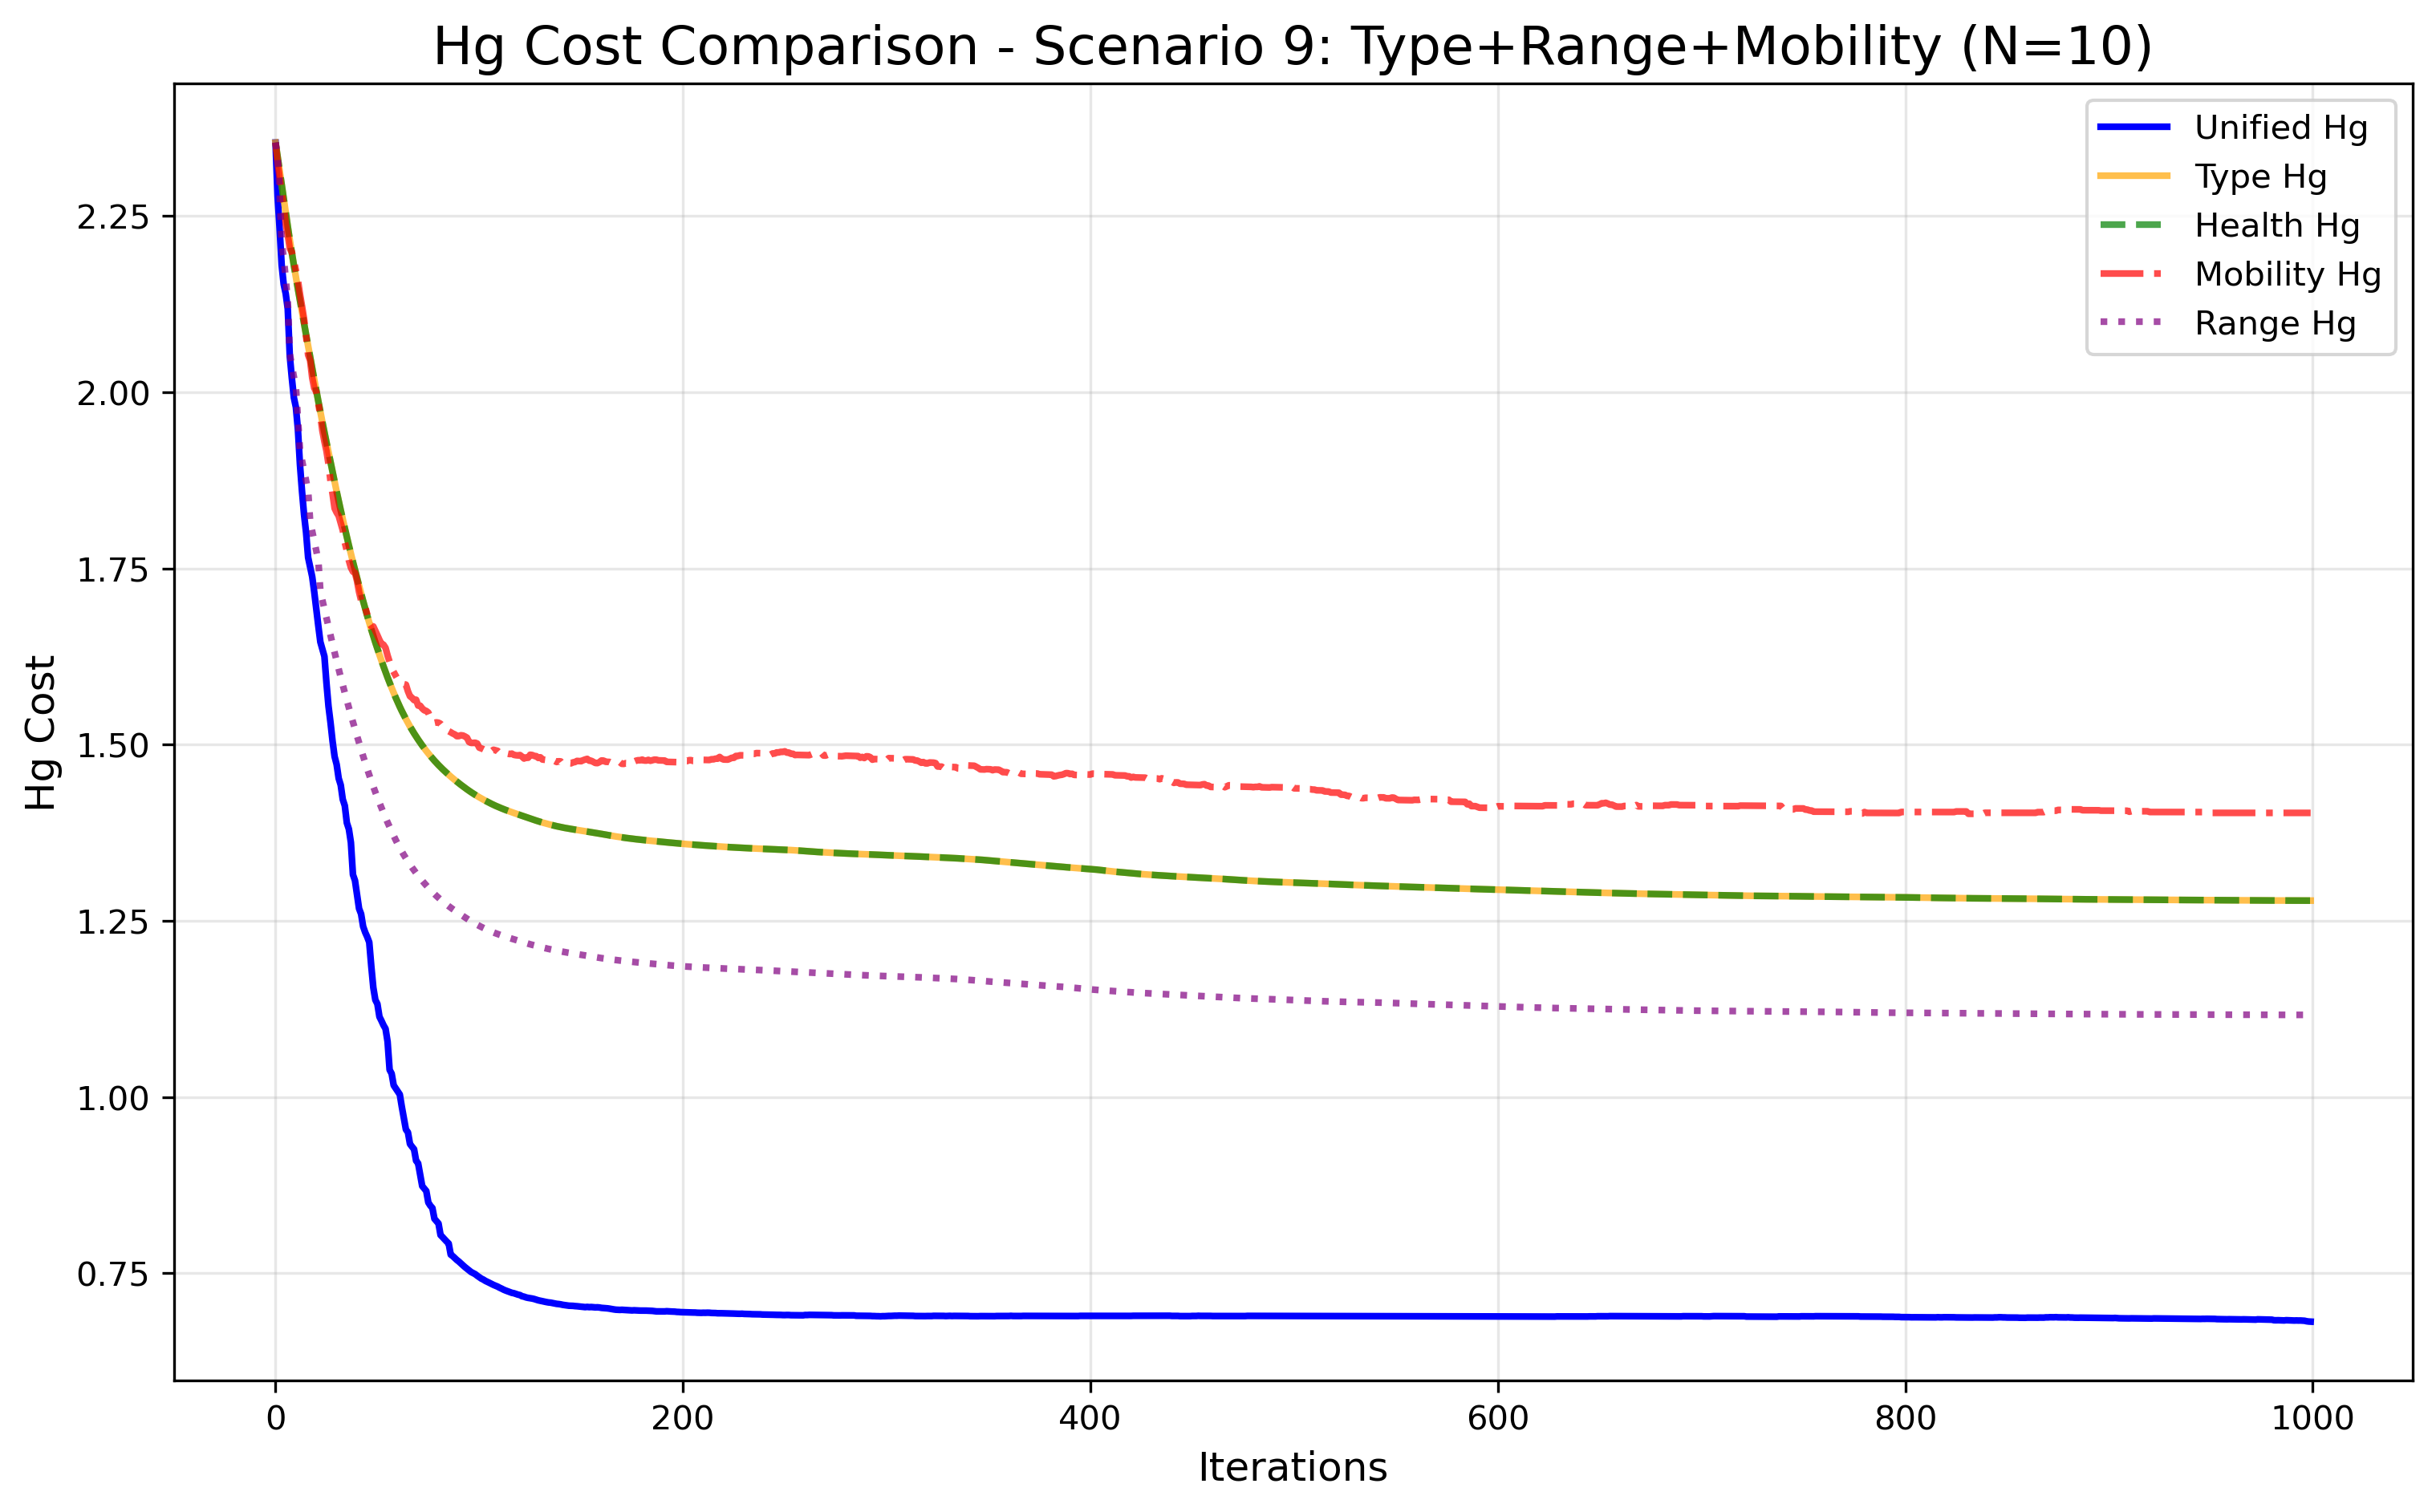 Hg Cost Comparison - Scenario 9: Type+Range+Mobility (N=10)
Unified Hg
Type Hg
Health Hg
Mobility Hg
Range Hg
2.25
2.00
1.75
1.50
1.25
1.00
0.75
Hg Cost
0 200 400 600 800 1000
Iterations